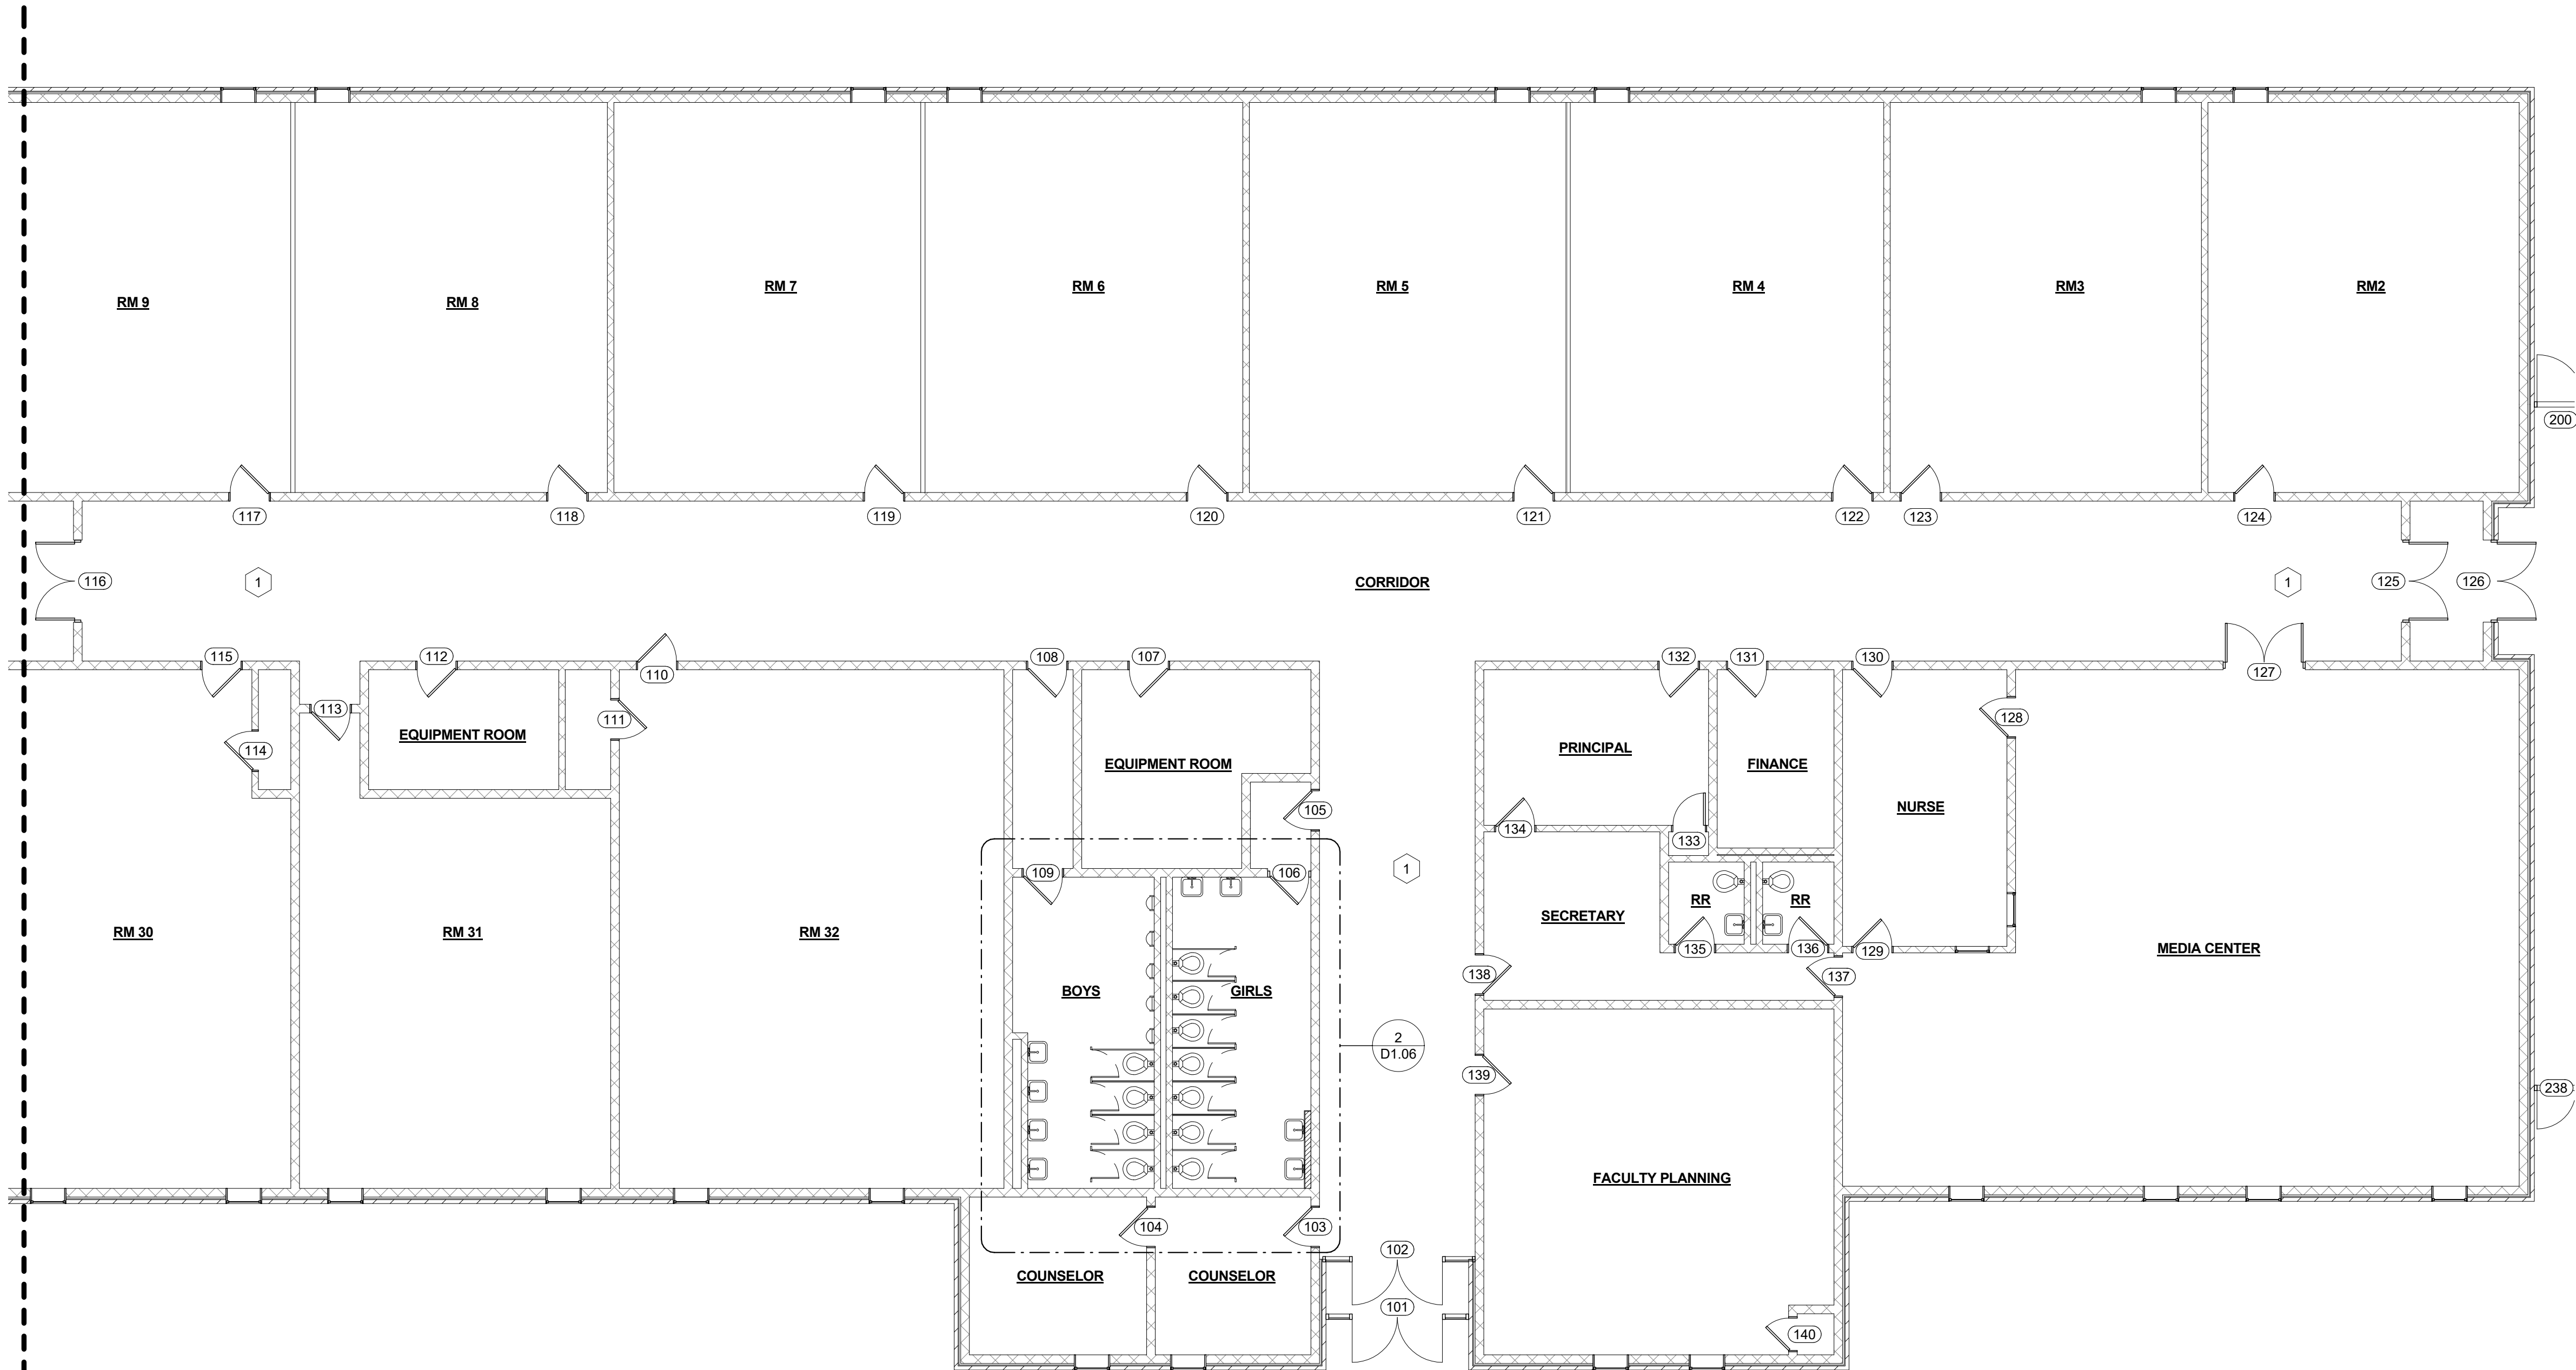 RM 9
RM 8
RM 7
RM 6
RM 5
RM 4
RM3
RM2
200
117
118
119
120
121
122
123
124
116
1
CORRIDOR
1
125
126
115
112
110
108
107
132
131
130
127
113
111
128
114
EQUIPMENT ROOM
EQUIPMENT ROOM
PRINCIPAL
FINANCE
NURSE
105
134
133
109
106
1
RM 30
RM 31
RM 32
SECRETARY
RR
RR
135
136
129
MEDIA CENTER
138
137
BOYS
GIRLS
2
D1.06
139
238
FACULTY PLANNING
104
103
102
COUNSELOR
COUNSELOR
101
140